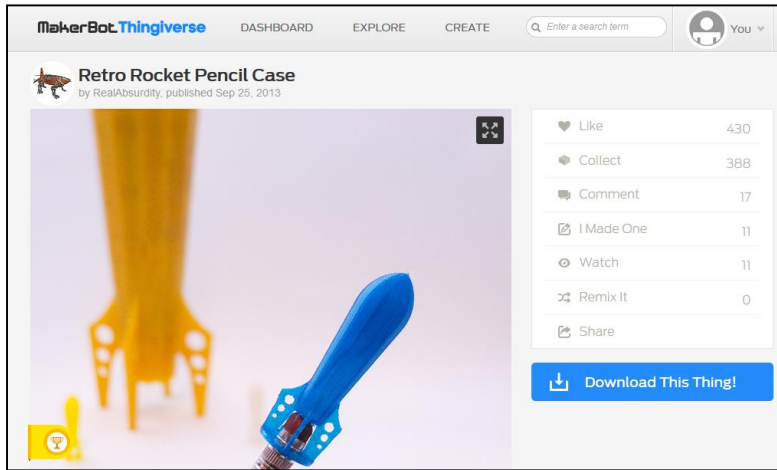 MakerBot Thingiverse DASHBOARD EXPLORE CREATE Enter a search term You
Retro Rocket Pencil Case
by RealAbsurdity, published Sep 25, 2013
Like 430
Collect 388
Comment 17
I Made One 11
Watch 11
Remix It 0
Share
Download This Thing!